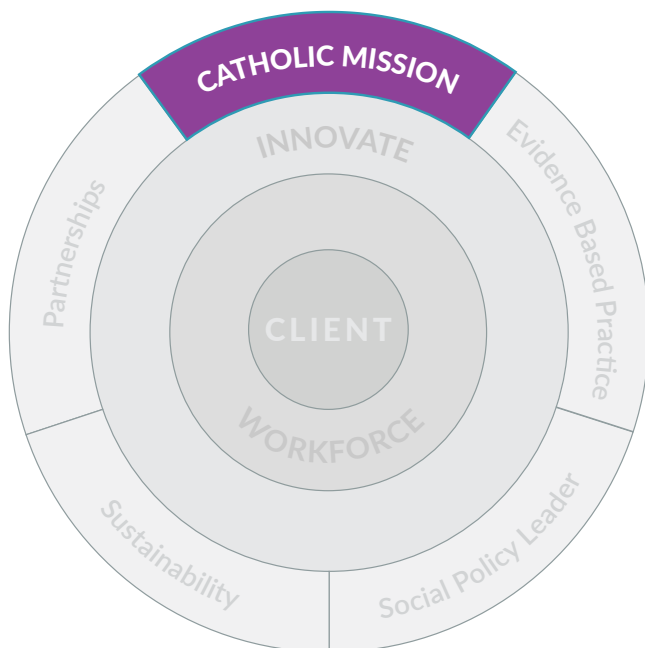 CATHOLIC MISSION
INNOVATE
Evidence Based Practice
Partnerships
CLIENT
WORKFORCE
Sustainability
Social Policy Leader